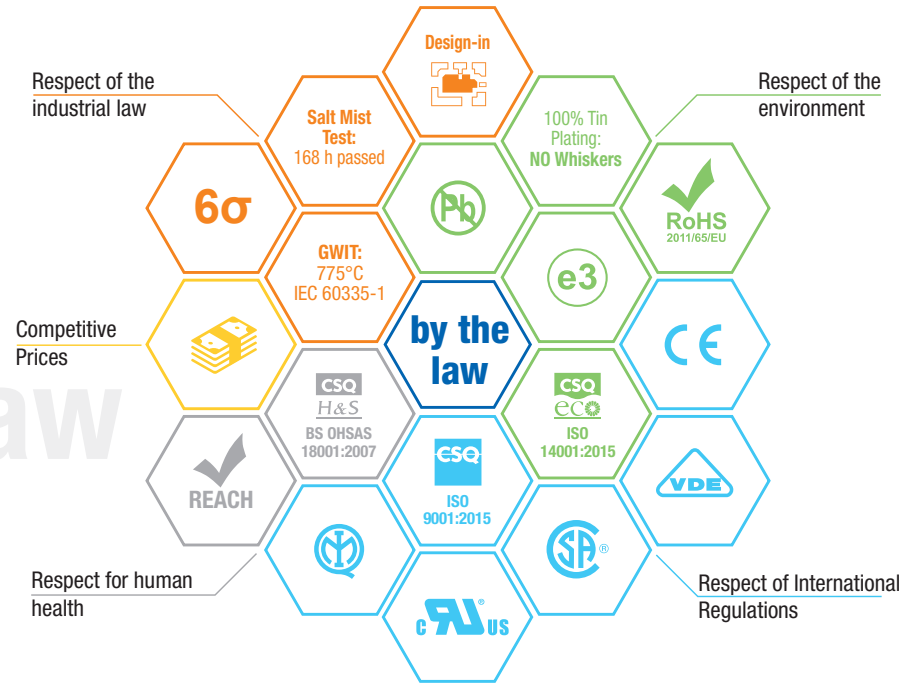 Design-in
Respect of the
industrial law
Respect of the
environment
Salt Mist
Test:
168 h passed
100% Tin
Plating:
NO Whiskers
6σ
Pb
RoHS
2011/65/EU
GWIT:
775°C
IEC 60335-1
e3
Competitive
Prices
by the
law
CE
aw
CSQ
H&S
BS OHSAS
18001:2007
CSQ
eco
ISO
14001:2015
REACH
CSQ
ISO
9001:2015
VDE
IMQ
CSA®
Respect for human
health
Respect of International
Regulations
c RU® US